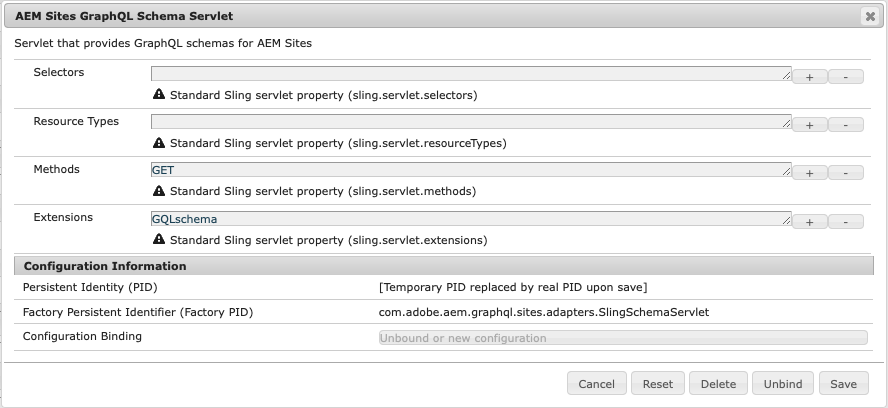 AEM Sites GraphQL Schema Servlet
Servlet that provides GraphQL schemas for AEM Sites
Selectors
+ -
Standard Sling servlet property (sling.servlet.selectors)
Resource Types
+ -
Standard Sling servlet property (sling.servlet.resourceTypes)
Methods GET
+ -
Standard Sling servlet property (sling.servlet.methods)
Extensions GQLschema
+ -
Standard Sling servlet property (sling.servlet.extensions)
Configuration Information
Persistent Identity (PID) [Temporary PID replaced by real PID upon save]
Factory Persistent Identifier (Factory PID) com.adobe.aem.graphql.sites.adapters.SlingSchemaServlet
Configuration Binding Unbound or new configuration
Cancel Reset Delete Unbind Save